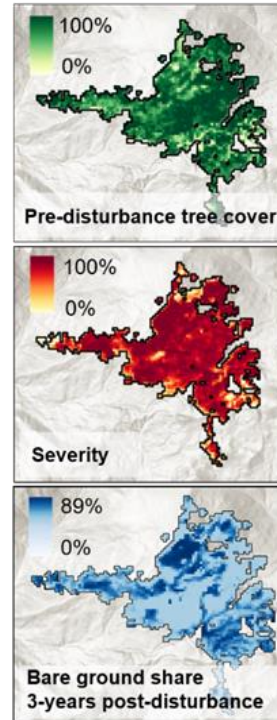 100%
0%
Pre-disturbance tree cover
100%
0%
Severity
89%
0%
Bare ground share
3-years post-disturbance